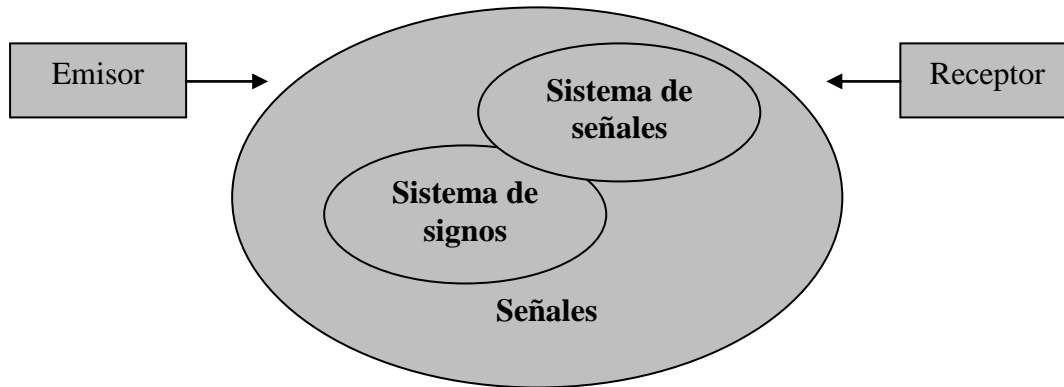 Emisor
Sistema de
señales
Receptor
Sistema de
signos
Señales